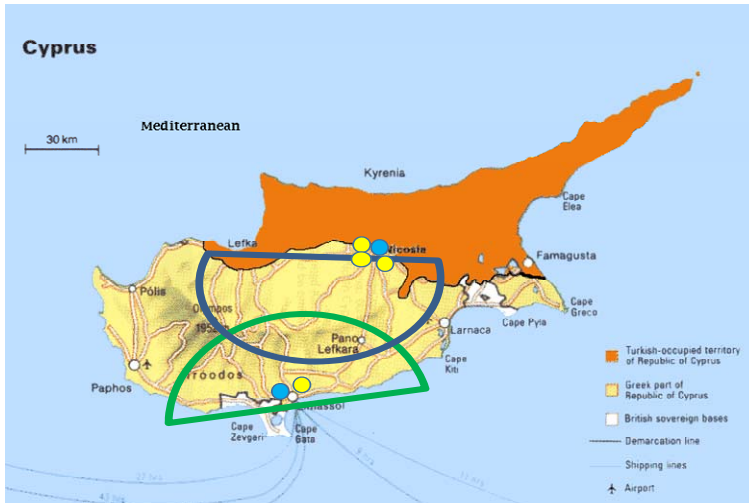 Cyprus
Mediterranean
30 km
Kyrenia
Cape
Elea
Lefka
Famagusta
Pólis
Cape
Greco
Cape Pyla
Larnaca
Pano
Lefkara
Cape
Kiti
Paphos
Cape
Zevgari
Cape
Gata
Turkish-occupied territory
of Republic of Cyprus
Greek part of
Republic of Cyprus
British sovereign bases
Demarcation line
Shipping lines
Airport